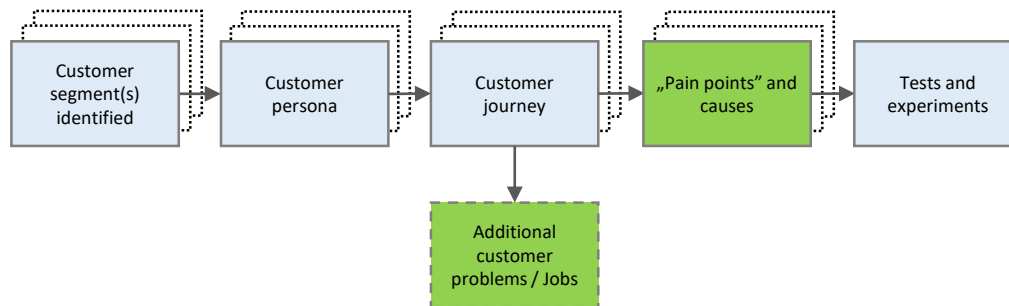 Customer
segment(s)
identified
Customer
persona
Customer
journey
„Pain points” and
causes
Tests and
experiments
Additional
customer
problems / Jobs